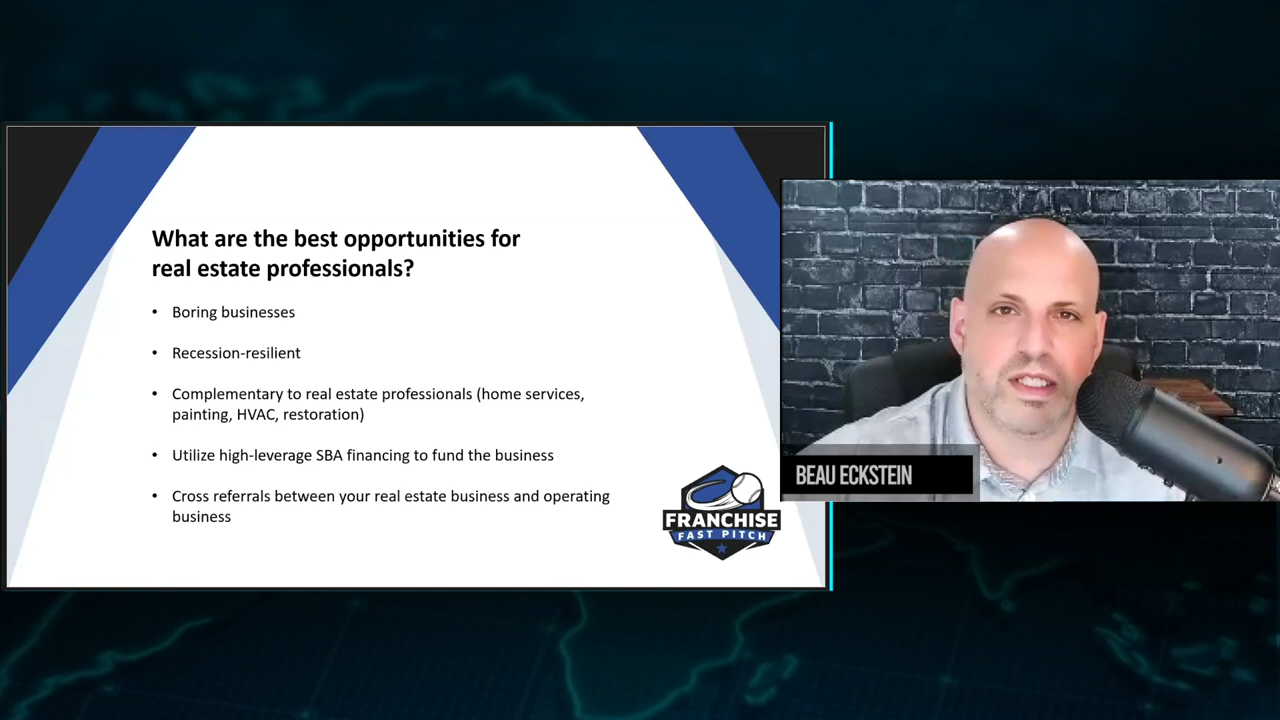 What are the best opportunities for
real estate professionals?
• Boring businesses
• Recession-resilient
• Complementary to real estate professionals (home services,
painting, HVAC, restoration)
• Utilize high-leverage SBA financing to fund the business
• Cross referrals between your real estate business and operating
business
FRANCHISE
FAST PITCH
BEAU ECKSTEIN